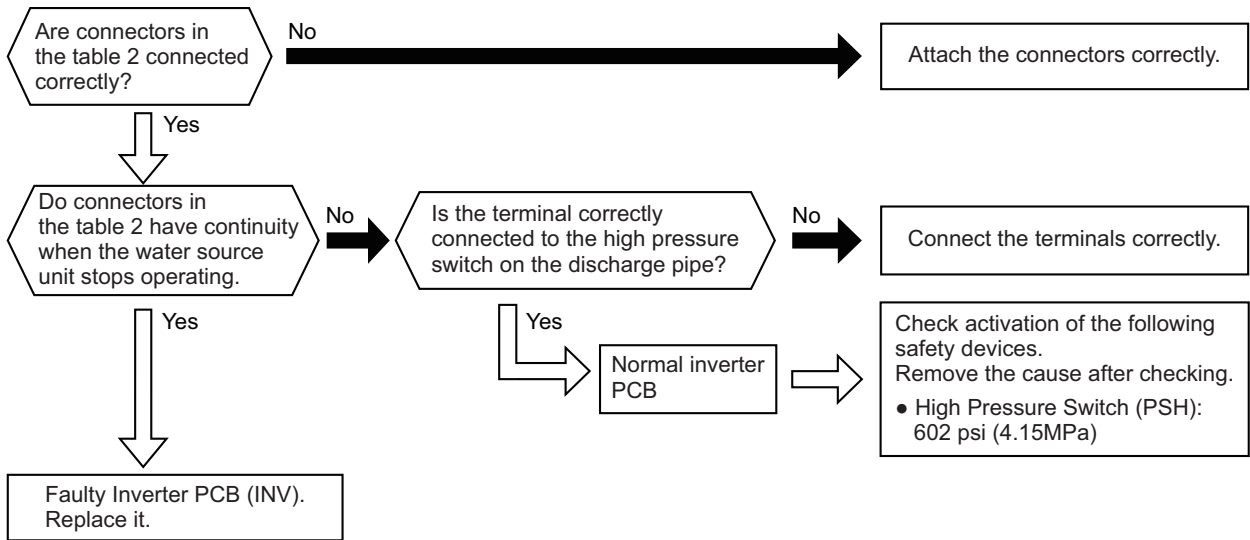 Are connectors in
the table 2 connected
correctly?
No
Attach the connectors correctly.
Yes
Do connectors in
the table 2 have continuity
when the water source
unit stops operating.
No
Is the terminal correctly
connected to the high pressure
switch on the discharge pipe?
No
Connect the terminals correctly.
Yes
Yes
Normal inverter
PCB
Check activation of the following
safety devices.
Remove the cause after checking.
● High Pressure Switch (PSH):
602 psi (4.15MPa)
Faulty Inverter PCB (INV).
Replace it.